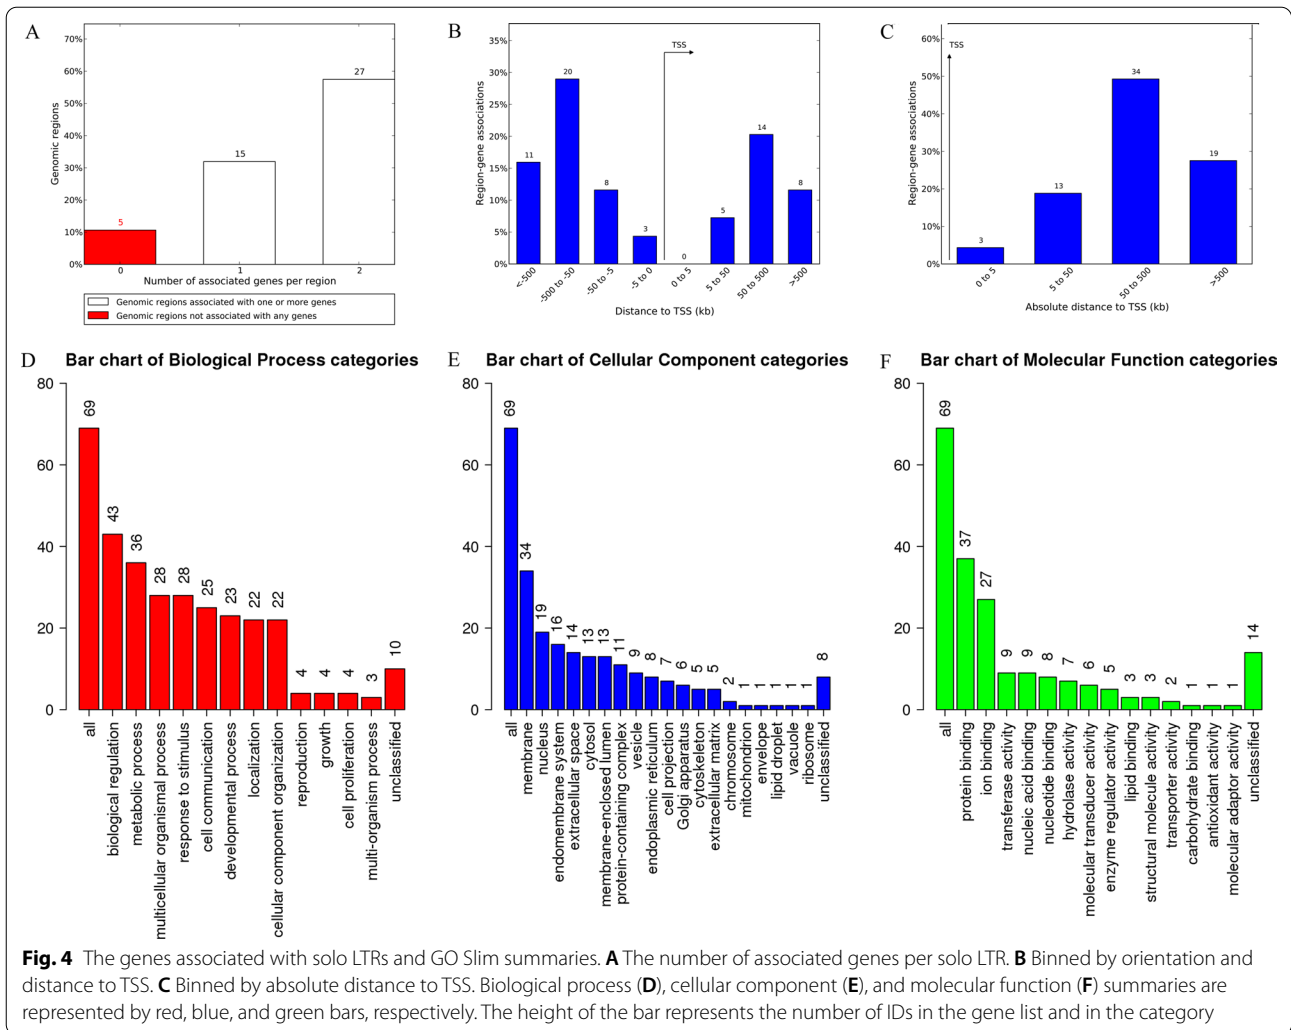 A
70%
60%
50%
40%
30%
20%
10%
0%
Genomic regions
5
15
27
0
1
2
Number of associated genes per region
Genomic regions associated with one or more genes
Genomic regions not associated with any genes
B
35%
30%
25%
20%
15%
10%
5%
0%
Region-gene associations
TSS
11
20
8
3
0
5
14
8
<-500
-500 to -50
-50 to -5
-5 to 0
0 to 5
5 to 50
50 to 500
>500
Distance to TSS (kb)
C
60%
50%
40%
30%
20%
10%
0%
Region-gene associations
TSS
3
13
34
19
0 to 5
5 to 50
50 to 500
>500
Absolute distance to TSS (kb)
D
Bar chart of Biological Process categories
80
60
40
20
0
69
43
36
28
28
25
23
22
22
4
4
4
3
10
all
biological regulation
metabolic process
multicellular organismal process
response to stimulus
cell communication
developmental process
localization
cellular component organization
reproduction
growth
cell proliferation
multi-organism process
unclassified
E
Bar chart of Cellular Component categories
80
60
40
20
0
69
34
19
16
14
13
13
11
9
8
7
6
5
5
2
1
1
1
1
1
8
all
membrane
nucleus
endomembrane system
extracellular space
cytosol
membrane-enclosed lumen
protein-containing complex
vesicle
endoplasmic reticulum
cell projection
Golgi apparatus
cytoskeleton
extracellular matrix
chromosome
mitochondrion
envelope
lipid droplet
vacuole
ribosome
unclassified
F
Bar chart of Molecular Function categories
80
60
40
20
0
69
37
27
9
9
8
7
6
5
3
3
2
1
1
1
14
all
protein binding
ion binding
transferase activity
nucleic acid binding
nucleotide binding
hydrolase activity
molecular transducer activity
enzyme regulator activity
lipid binding
structural molecule activity
transporter activity
carbohydrate binding
antioxidant activity
molecular adaptor activity
unclassified
Fig. 4 The genes associated with solo LTRs and GO Slim summaries. A The number of associated genes per solo LTR. B Binned by orientation and
distance to TSS. C Binned by absolute distance to TSS. Biological process (D), cellular component (E), and molecular function (F) summaries are
represented by red, blue, and green bars, respectively. The height of the bar represents the number of IDs in the gene list and in the category